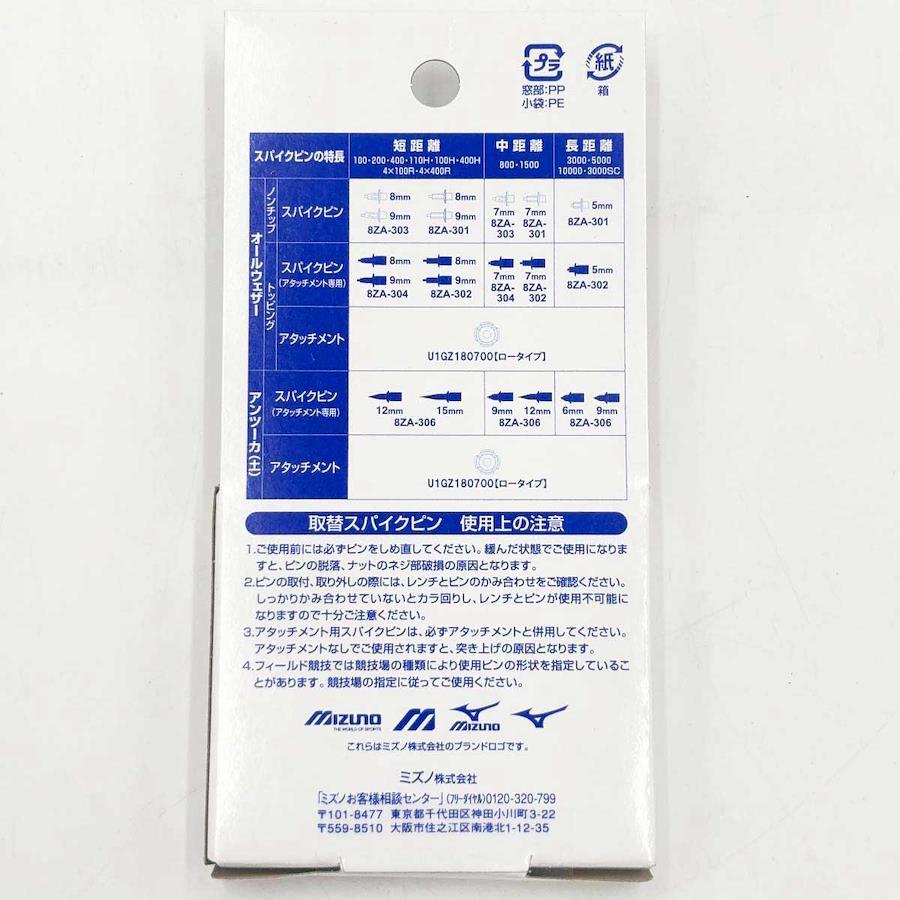 プラ
紙
窓部:PP
小袋:PE
箱
スパイクピンの特長
短距離
100・200・400・110H・100H・400H
4×100R・4×400R
中距離
800・1500
長距離
3000・5000
10000・3000SC
オールウェザー
ノンチップ
スパイクピン
8mm 8mm
9mm 9mm
8ZA-303 8ZA-301
7mm 7mm
8ZA- 8ZA-
303 301
5mm
8ZA-301
トッピング
スパイクピン
(アタッチメント専用)
8mm 8mm
9mm 9mm
8ZA-304 8ZA-302
7mm 7mm
8ZA- 8ZA-
304 302
5mm
8ZA-302
アタッチメント
U1GZ180700【ロータイプ】
アンツーカ(土)
スパイクピン
(アタッチメント専用)
12mm 15mm
8ZA-306
9mm 12mm
8ZA-306
6mm 9mm
8ZA-306
アタッチメント
U1GZ180700【ロータイプ】
取替スパイクピン 使用上の注意
1.ご使用前には必ずピンをしめ直してください。緩んだ状態でご使用になりま
すと、ピンの脱落、ナットのネジ部破損の原因となります。
2.ピンの取付、取り外しの際には、レンチとピンのかみ合わせをご確認ください。
しっかりかみ合わせていないとカラ回りし、レンチとピンが使用不可能に
なりますので十分ご注意ください。
3.アタッチメント用スパイクピンは、必ずアタッチメントと併用してください。
アタッチメントなしでご使用されますと、突き上げの原因となります。
4.フィールド競技では競技場の種類により使用ピンの形状を指定しているこ
とがあります。競技場の指定に従ってご使用ください。
MIZUNO
THE WORLD OF SPORTS
MIZUNO
これらはミズノ株式会社のブランドロゴです。
ミズノ株式会社
「ミズノお客様相談センター」(フリーダイヤル)0120-320-799
〒101-8477 東京都千代田区神田小川町3-22
〒559-8510 大阪市住之江区南港北1-12-35